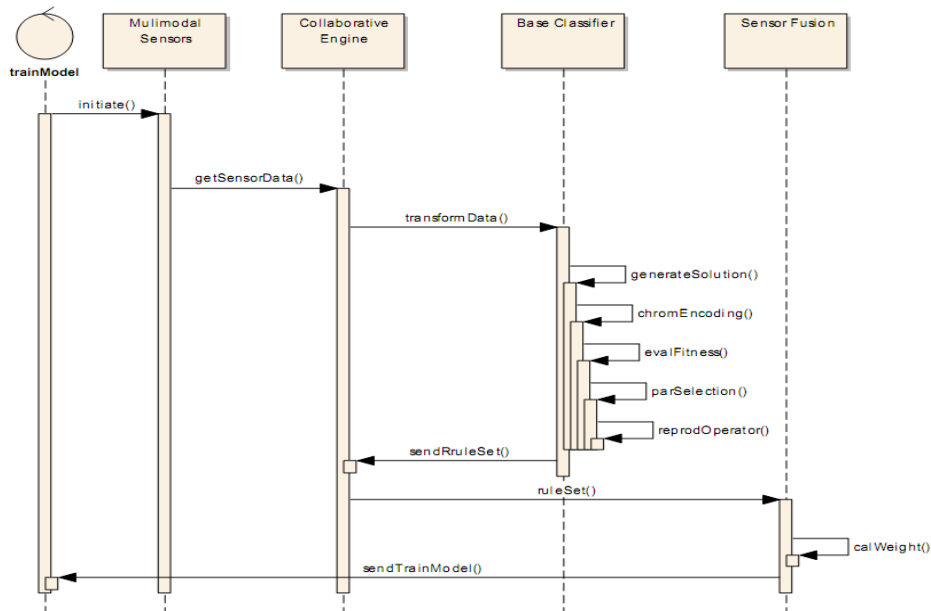 trainModel
Mulimodal
Sensors
Collaborative
Engine
Base Classifier
Sensor Fusion
initiate()
getSensorData()
transformData()
generateSolution()
chromEncoding()
evalFitness()
parSelection()
reprodOperator()
sendRruleSet()
ruleSet()
calWeight()
sendTrainModel()